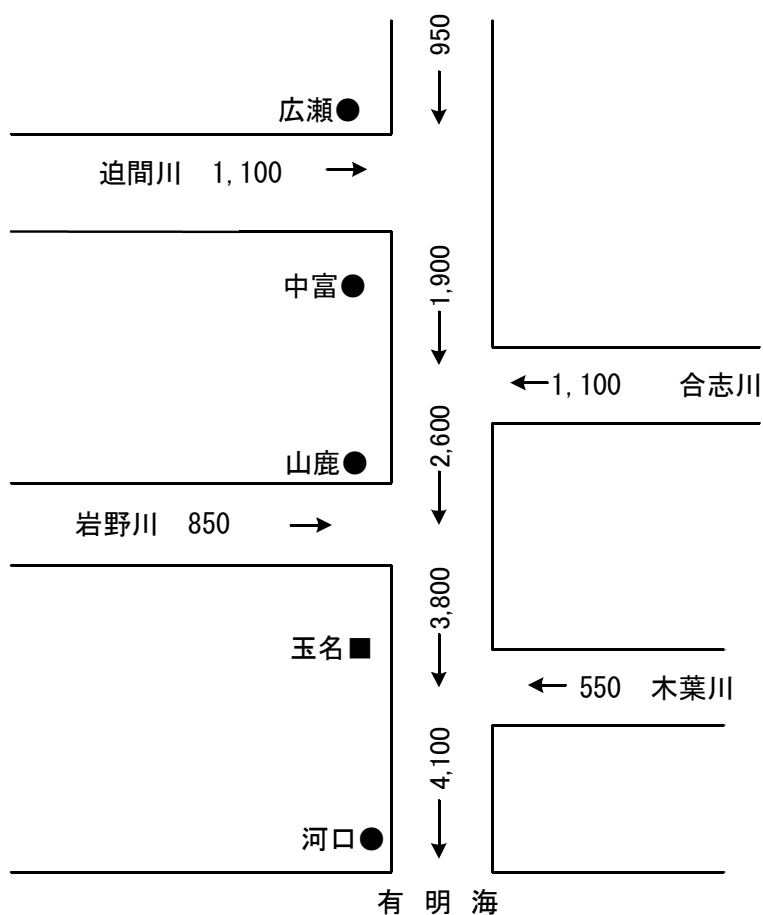 950
広瀬●
迫間川 1,100 →
中富●
1,900
←1,100 合志川
2,600
山鹿●
岩野川 850 →
3,800
玉名■
← 550 木葉川
4,100
河口●
有 明 海